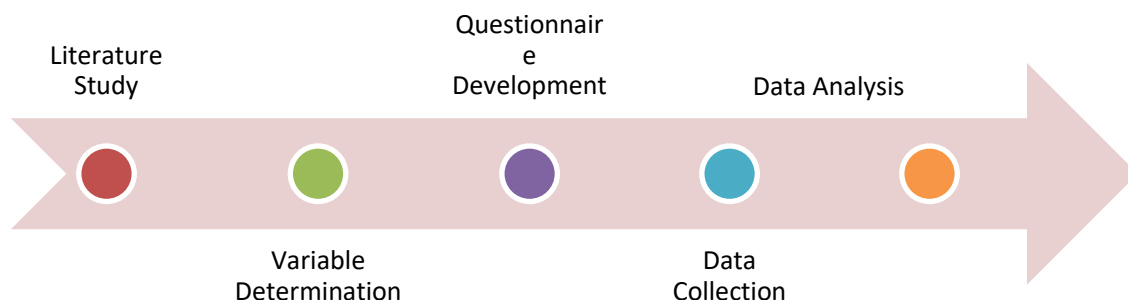 Literature
Study
Variable
Determination
Questionnair
e
Development
Data
Collection
Data Analysis